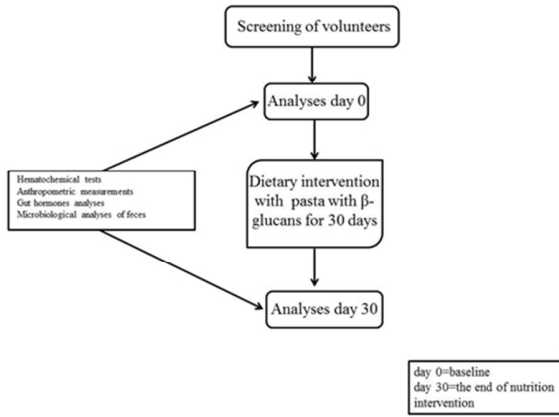 Screening of volunteers
Analyses day 0
Hematochemical tests
Anthropometric measurements
Gut hormones analyses
Microbiological analyses of feces
Dietary intervention
with pasta with β-
glucans for 30 days
Analyses day 30
day 0=baseline
day 30=the end of nutrition
intervention